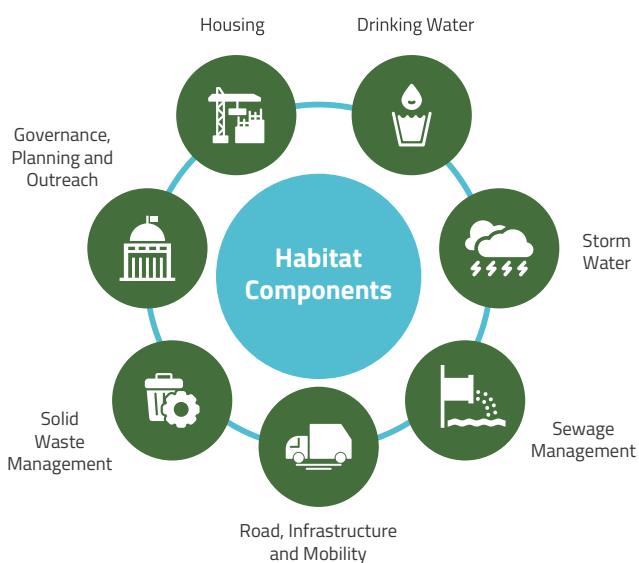 Housing
Drinking Water
Governance,
Planning and
Outreach
Storm
Water
Habitat
Components
Solid
Waste
Management
Sewage
Management
Road, Infrastructure
and Mobility